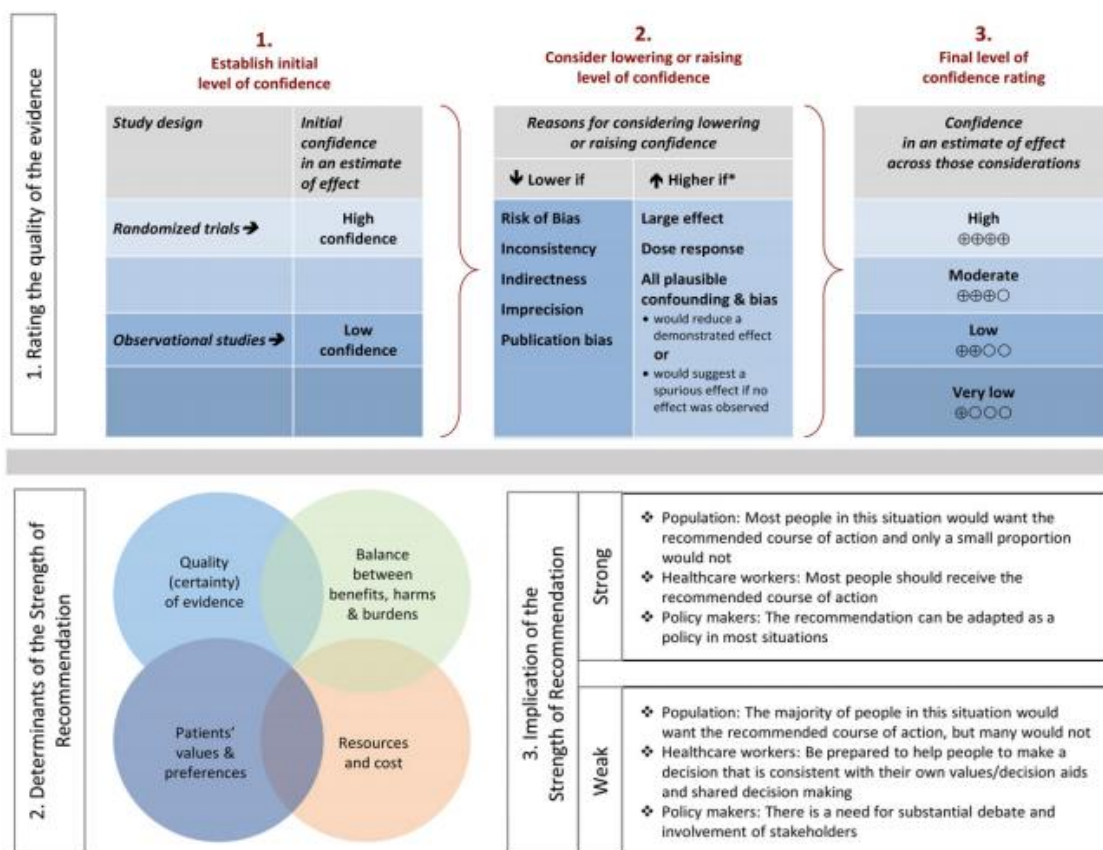 1. Rating the quality of the evidence
1.
Establish initial
level of confidence
Study design
Initial
confidence
in an estimate
of effect
Randomized trials ➔
High
confidence
Observational studies ➔
Low
confidence
2.
Consider lowering or raising
level of confidence
Reasons for considering lowering
or raising confidence
🡇 Lower if
🡅 Higher if*
Risk of Bias
Inconsistency
Indirectness
Imprecision
Publication bias
Large effect
Dose response
All plausible
confounding & bias
• would reduce a
demonstrated effect
or
• would suggest a
spurious effect if no
effect was observed
3.
Final level of
confidence rating
Confidence
in an estimate of effect
across those considerations
High
⊕⊕⊕⊕
Moderate
⊕⊕⊕○
Low
⊕⊕○○
Very low
⊕○○○
2. Determinants of the Strength of
Recommendation
Quality
(certainty)
of evidence
Balance
between
benefits, harms
& burdens
Patients'
values &
preferences
Resources
and cost
3. Implication of the
Strength of Recommendation
Strong
❖ Population: Most people in this situation would want the
recommended course of action and only a small proportion
would not
❖ Healthcare workers: Most people should receive the
recommended course of action
❖ Policy makers: The recommendation can be adapted as a
policy in most situations
Weak
❖ Population: The majority of people in this situation would
want the recommended course of action, but many would not
❖ Healthcare workers: Be prepared to help people to make a
decision that is consistent with their own values/decision aids
and shared decision making
❖ Policy makers: There is a need for substantial debate and
involvement of stakeholders